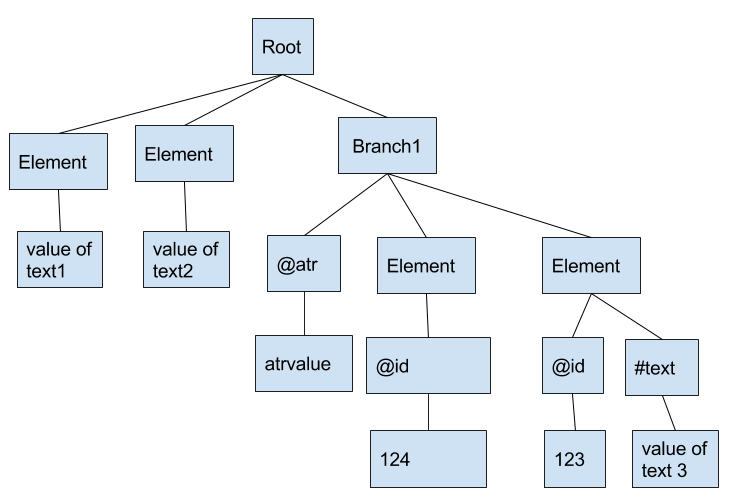 Root
Element
Element
Branch1
value of
text1
value of
text2
@atr
Element
Element
atrvalue
@id
@id
#text
124
123
value of
text 3